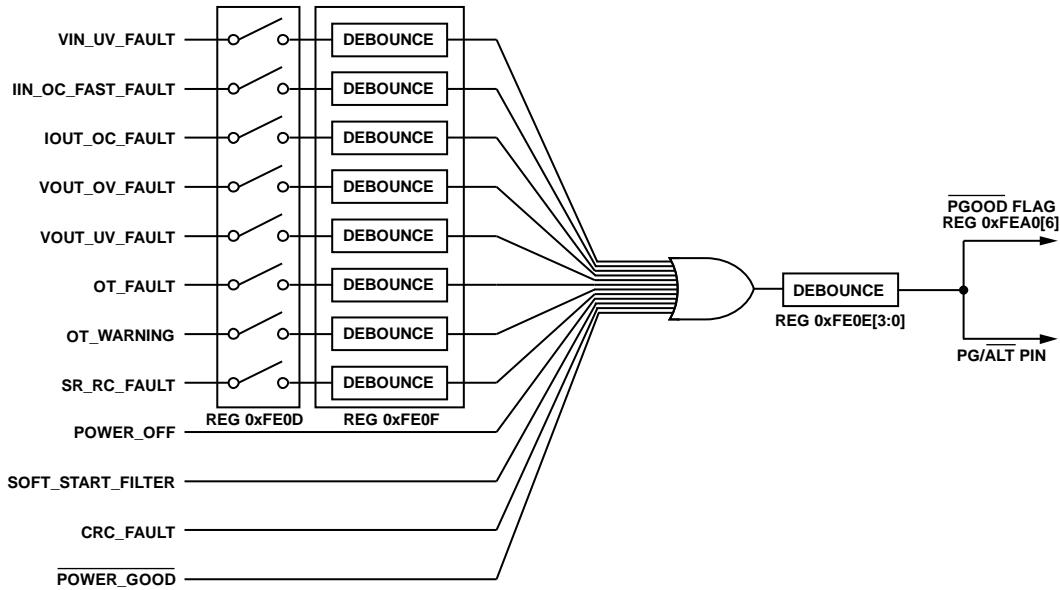 VIN_UV_FAULT
DEBOUNCE
IIN_OC_FAST_FAULT
DEBOUNCE
IOUT_OC_FAULT
DEBOUNCE
VOUT_OV_FAULT
DEBOUNCE
VOUT_UV_FAULT
DEBOUNCE
OT_FAULT
DEBOUNCE
OT_WARNING
DEBOUNCE
SR_RC_FAULT
DEBOUNCE
REG 0xFE0D
REG 0xFE0F
POWER_OFF
SOFT_START_FILTER
CRC_FAULT
POWER_GOOD
DEBOUNCE
REG 0xFE0E[3:0]
PGOOD FLAG
REG 0xFEA0[6]
PG/ALT PIN